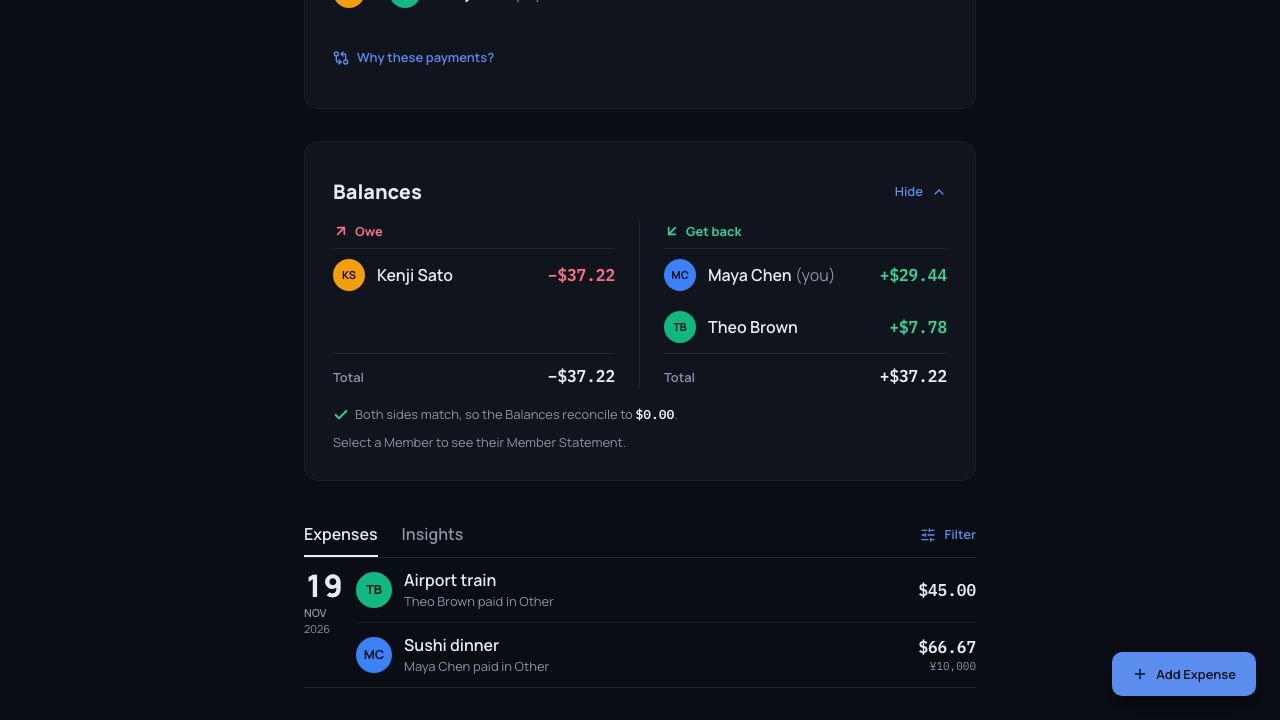 Why these payments?
Balances
Hide
Owe
KS Kenji Sato −$37.22
Total −$37.22
Get back
MC Maya Chen (you) +$29.44
TB Theo Brown +$7.78
Total +$37.22
Both sides match, so the Balances reconcile to $0.00.
Select a Member to see their Member Statement.
Expenses Insights Filter
19
NOV
2026
TB Airport train $45.00
Theo Brown paid in Other
MC Sushi dinner $66.67
Maya Chen paid in Other ¥10,000
Add Expense